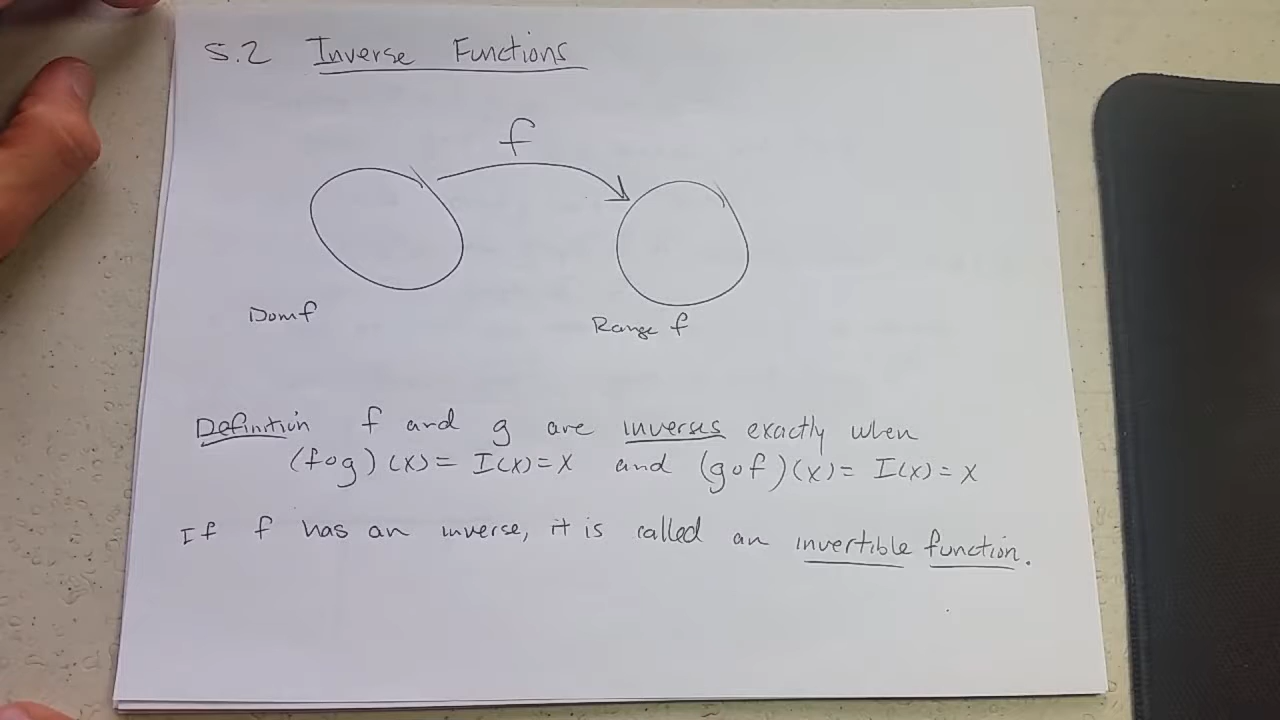 5.2 Inverse Functions
f
Domf
Range f
Definition f and g are inverses exactly when
(f∘g)(x) = I(x) = x and (g∘f)(x) = I(x) = x
If f has an inverse, it is called an invertible function.